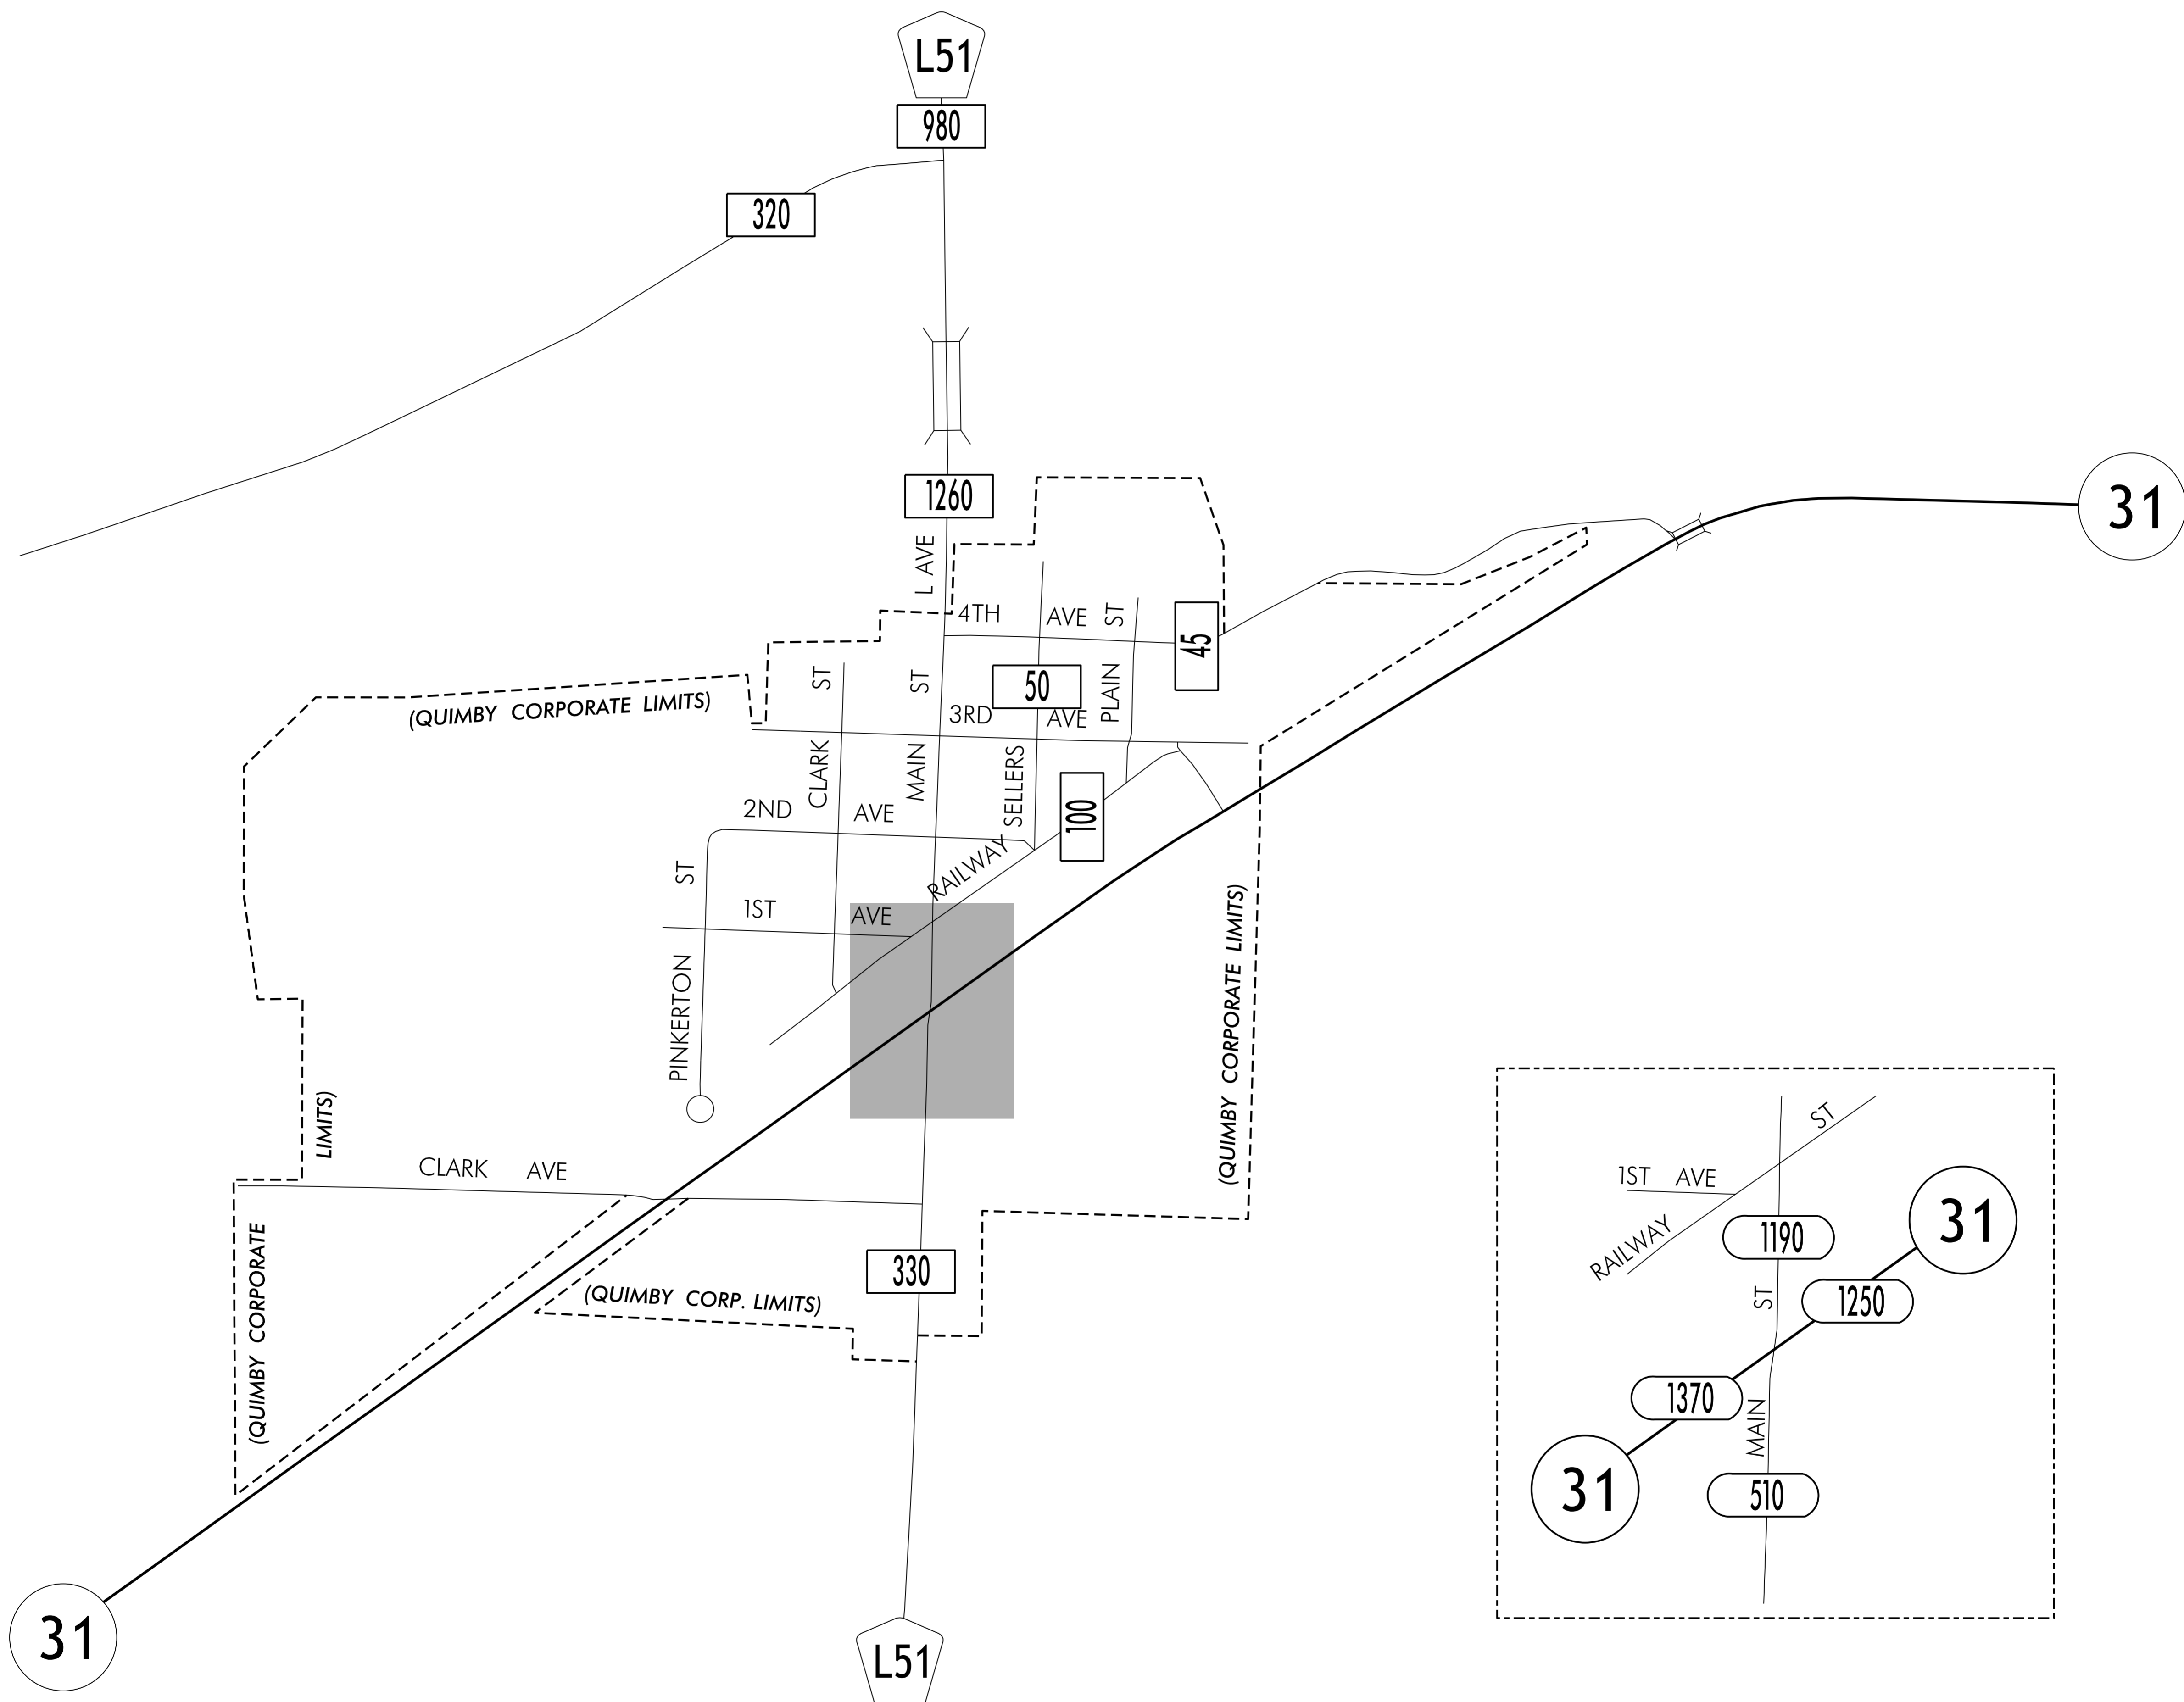 L51
980
320
1260
L AVE
31
4TH AVE
ST
PLAIN
45
50
(QUIMBY CORPORATE LIMITS)
ST
CLARK
ST
MAIN
3RD AVE
SELLERS
2ND AVE
100
RAILWAY
ST
PINKERTON
1ST AVE
(QUIMBY CORPORATE LIMITS)
LIMITS)
(QUIMBY CORPORATE
CLARK AVE
330
(QUIMBY CORP. LIMITS)
31
L51
ST
1ST AVE
RAILWAY
1190
31
ST
1250
1370
MAIN
31
510